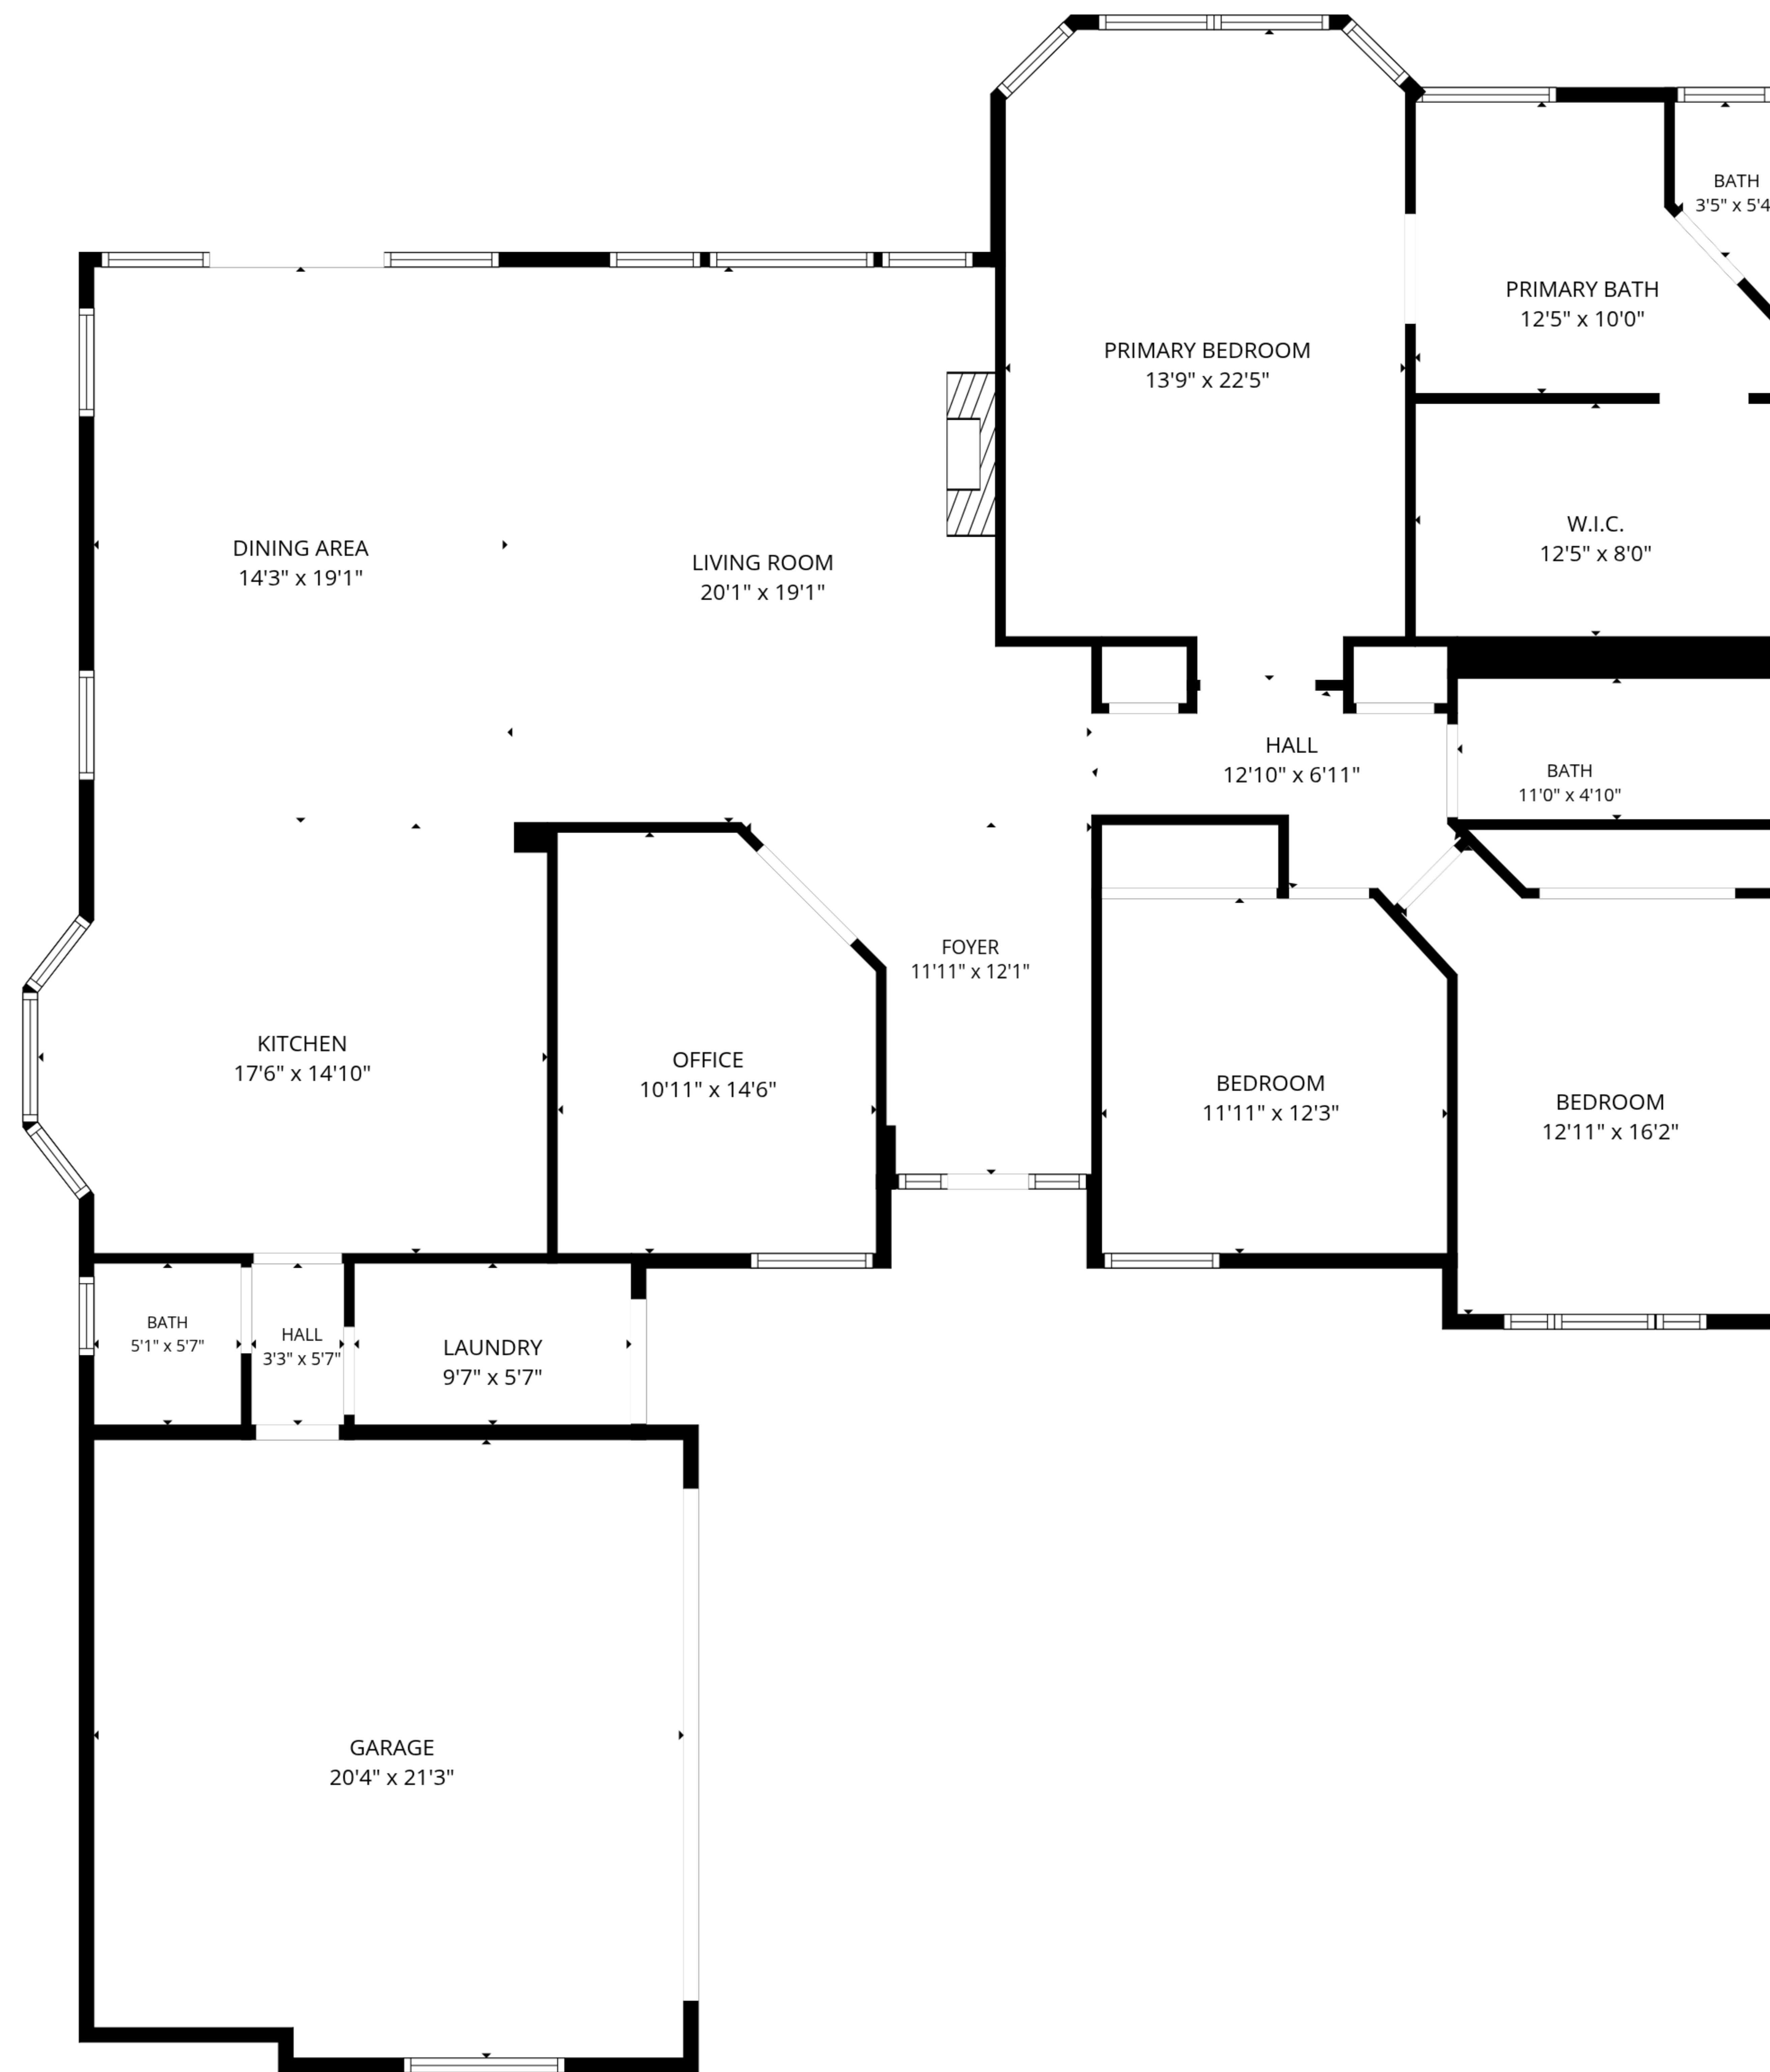 BATH
3'5" x 5'4
PRIMARY BATH
12'5" x 10'0"
PRIMARY BEDROOM
13'9" x 22'5"
W.I.C.
12'5" x 8'0"
DINING AREA
14'3" x 19'1"
LIVING ROOM
20'1" x 19'1"
HALL
12'10" x 6'11"
BATH
11'0" x 4'10"
FOYER
11'11" x 12'1"
KITCHEN
17'6" x 14'10"
OFFICE
10'11" x 14'6"
BEDROOM
11'11" x 12'3"
BEDROOM
12'11" x 16'2"
BATH
5'1" x 5'7"
HALL
3'3" x 5'7"
LAUNDRY
9'7" x 5'7"
GARAGE
20'4" x 21'3"